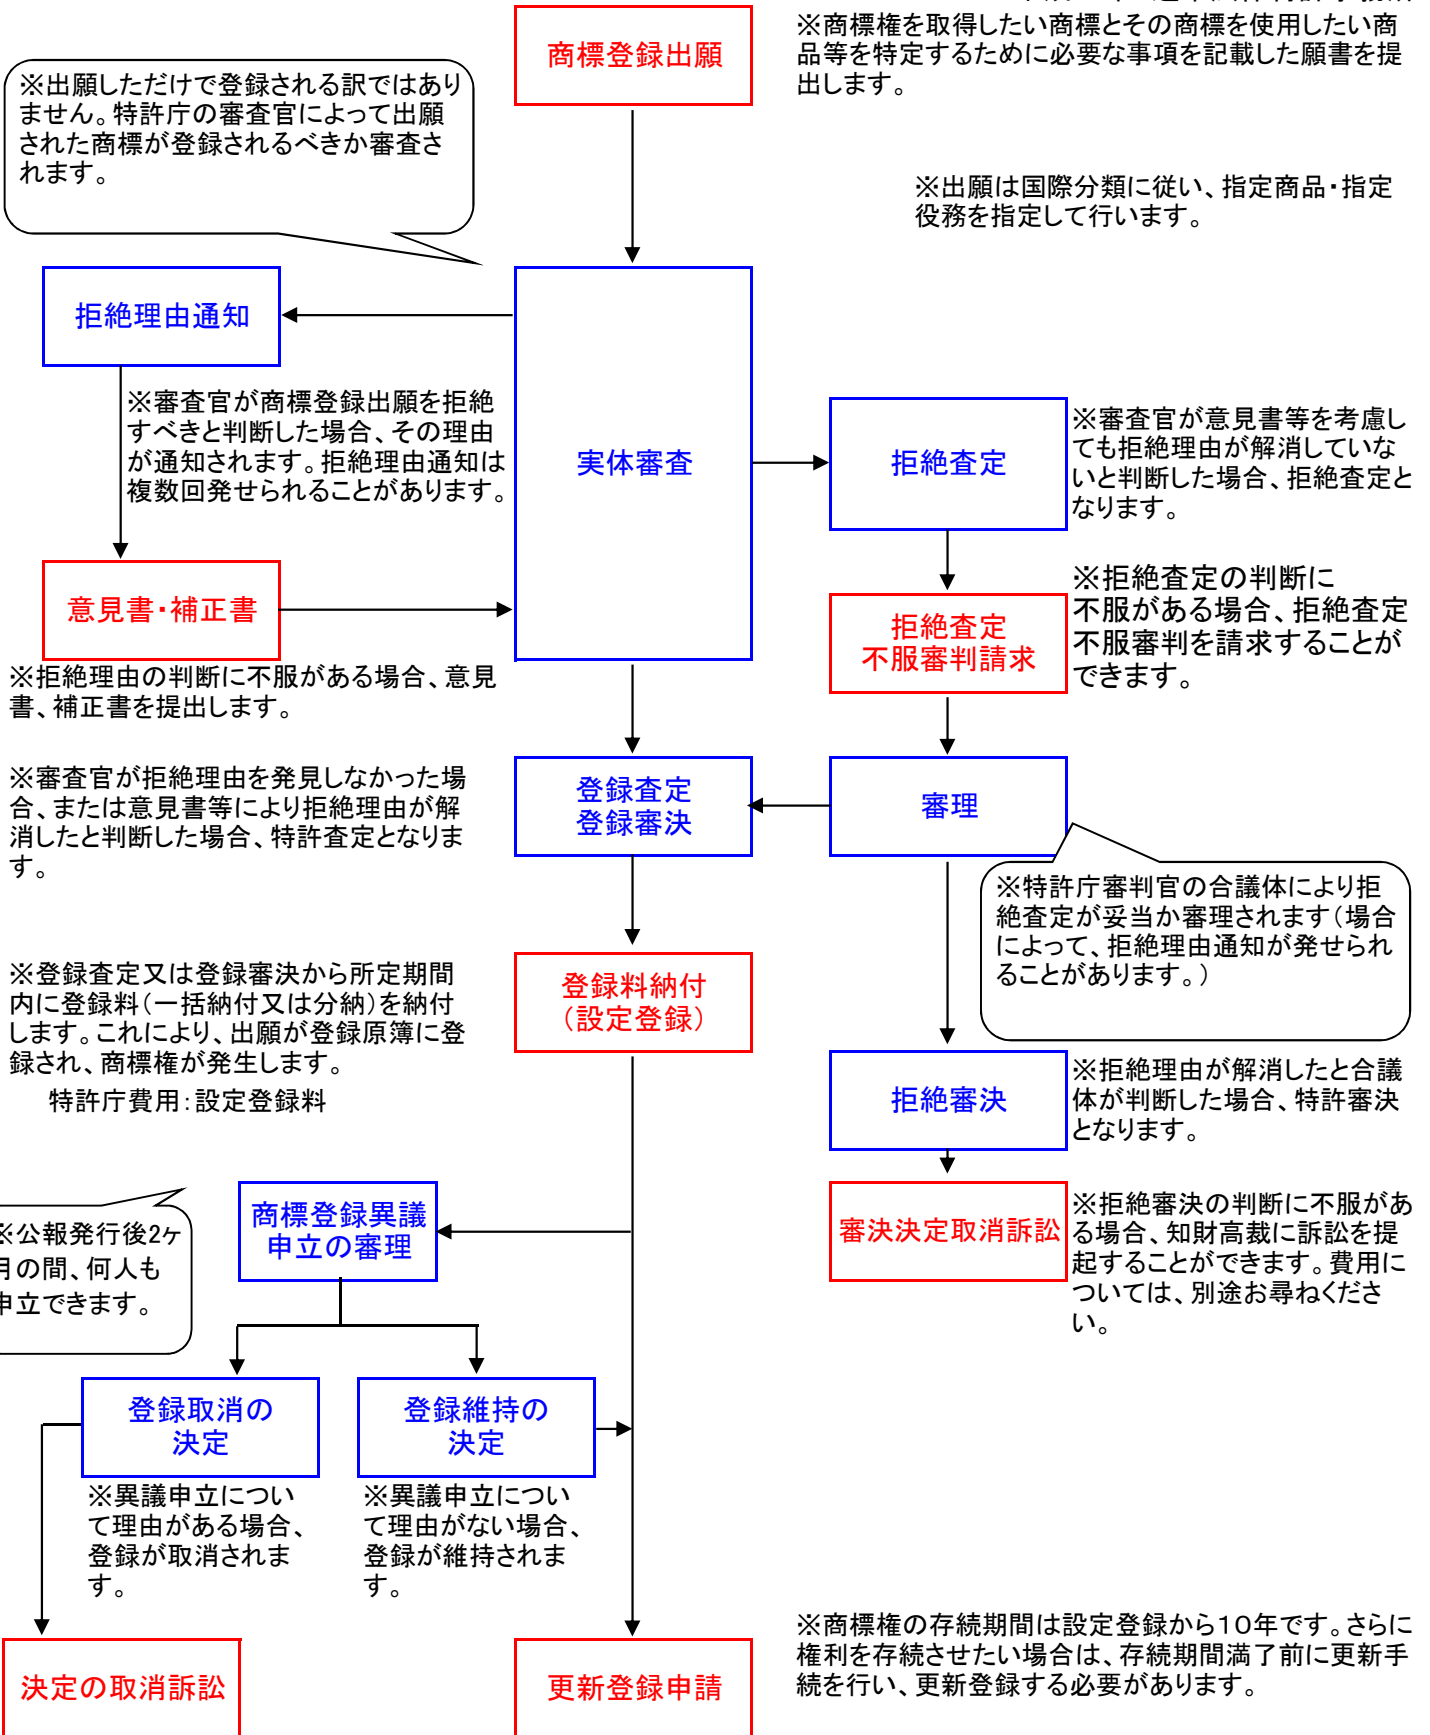 商標登録出願
※商標権を取得したい商標とその商標を使用したい商
品等を特定するために必要な事項を記載した願書を提
出します。
※出願しただけで登録される訳ではあり
ません。特許庁の審査官によって出願
された商標が登録されるべきか審査さ
れます。
※出願は国際分類に従い、指定商品・指定
役務を指定して行います。
拒絶理由通知
※審査官が商標登録出願を拒絶
すべきと判断した場合、その理由
が通知されます。拒絶理由通知は
複数回発せられることがあります。
実体審査
拒絶査定
※審査官が意見書等を考慮し
ても拒絶理由が解消していな
いと判断した場合、拒絶査定と
なります。
意見書・補正書
※拒絶理由の判断に不服がある場合、意見
書、補正書を提出します。
拒絶査定
不服審判請求
※拒絶査定の判断に
不服がある場合、拒絶査定
不服審判を請求することが
できます。
※審査官が拒絶理由を発見しなかった場
合、または意見書等により拒絶理由が解
消したと判断した場合、特許査定となりま
す。
登録査定
登録審決
審理
※特許庁審判官の合議体により拒
絶査定が妥当か審理されます（場合
によって、拒絶理由通知が発せられ
ることがあります。）
※登録査定又は登録審決から所定期間
内に登録料（一括納付又は分納）を納付
します。これにより、出願が登録原簿に登
録され、商標権が発生します。
特許庁費用：設定登録料
登録料納付
（設定登録）
拒絶審決
※拒絶理由が解消したと合議
体が判断した場合、特許審決
となります。
※公報発行後2ヶ
月の間、何人も
申立できます。
商標登録異議
申立の審理
審決決定取消訴訟
※拒絶審決の判断に不服があ
る場合、知財高裁に訴訟を提
起することができます。費用に
ついては、別途お尋ねくださ
い。
登録取消の
決定
※異議申立につい
て理由がある場合、
登録が取消されま
す。
登録維持の
決定
※異議申立につい
て理由がない場合、
登録が維持されま
す。
決定の取消訴訟
更新登録申請
※商標権の存続期間は設定登録から１０年です。さらに
権利を存続させたい場合は、存続期間満了前に更新手
続を行い、更新登録する必要があります。